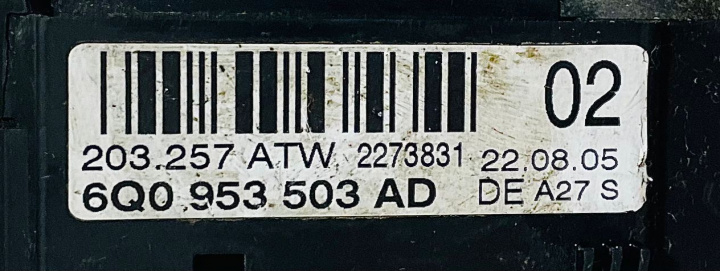 02
203.257 ATW 2273831 22.08.05
6Q0 953 503 AD DE A27 S